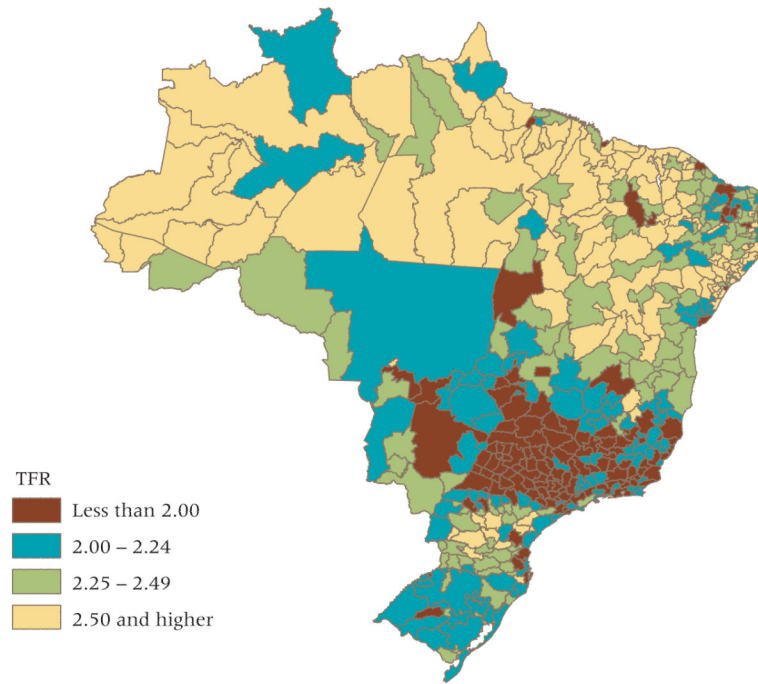 TFR
Less than 2.00
2.00 – 2.24
2.25 – 2.49
2.50 and higher